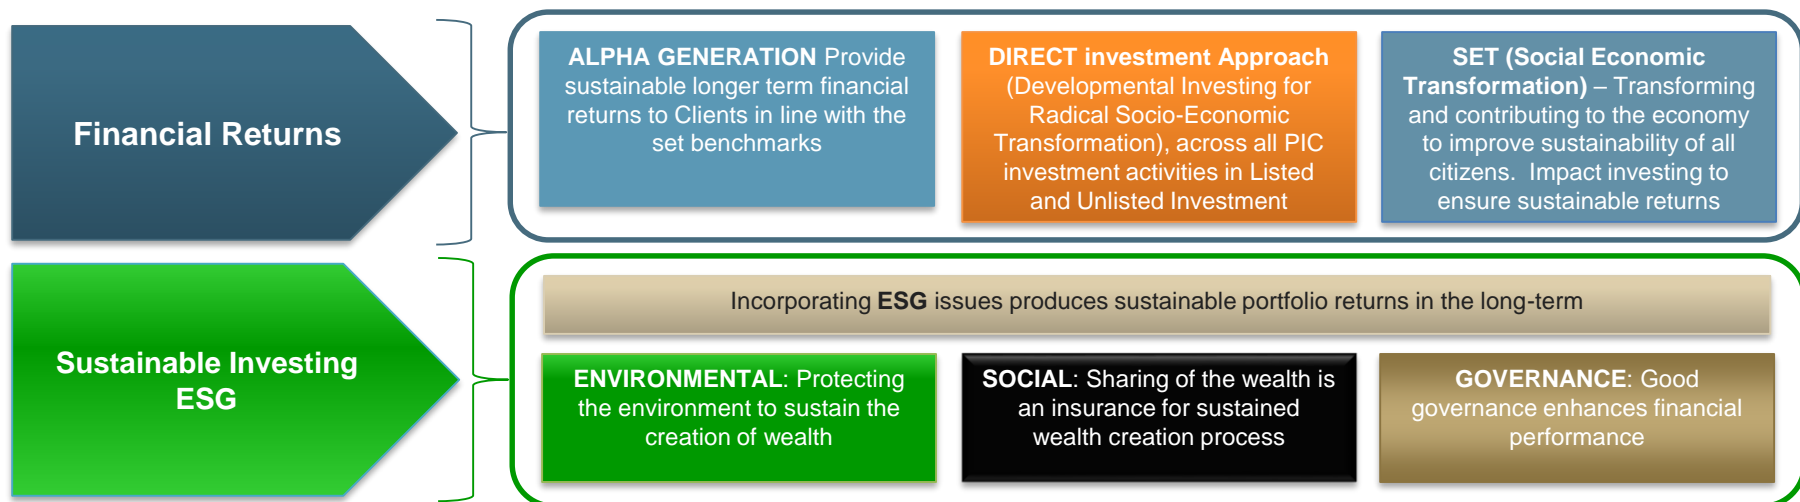 Financial Returns
ALPHA GENERATION Provide
sustainable longer term financial
returns to Clients in line with the
set benchmarks
DIRECT investment Approach
(Developmental Investing for
Radical Socio-Economic
Transformation), across all PIC
investment activities in Listed
and Unlisted Investment
SET (Social Economic
Transformation) – Transforming
and contributing to the economy
to improve sustainability of all
citizens. Impact investing to
ensure sustainable returns
Sustainable Investing
ESG
Incorporating ESG issues produces sustainable portfolio returns in the long-term
ENVIRONMENTAL: Protecting
the environment to sustain the
creation of wealth
SOCIAL: Sharing of the wealth is
an insurance for sustained
wealth creation process
GOVERNANCE: Good
governance enhances financial
performance